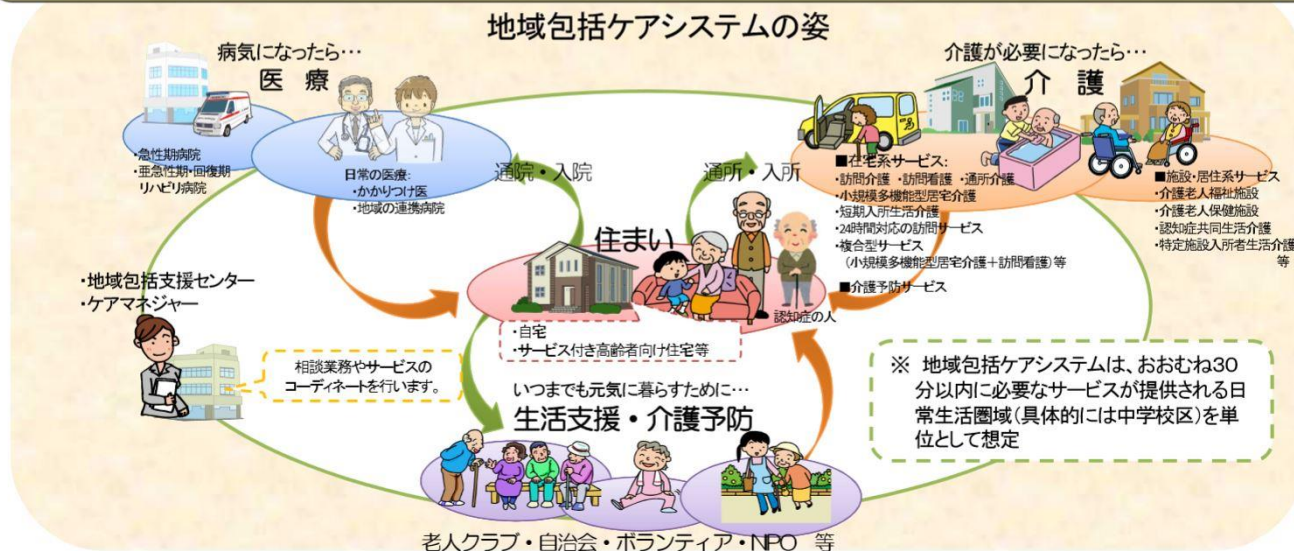 地域包括ケアシステムの姿
病気になったら…
医 療
・急性期病院
・亜急性期・回復期
リハビリ病院
日常の医療:
・かかりつけ医
・地域の連携病院
通院・入院
通所・入所
介護が必要になったら…
介 護
■在宅系サービス:
・訪問介護 ・訪問看護 ・通所介護
・小規模多機能型居宅介護
・短期入所生活介護
・24時間対応の訪問サービス
・複合型サービス
(小規模多機能型居宅介護+訪問看護)等
■介護予防サービス
■施設・居住系サービス
・介護老人福祉施設
・介護老人保健施設
・認知症共同生活介護
・特定施設入所者生活介護
等
住まい
認知症の人
・自宅
・サービス付き高齢者向け住宅等
・地域包括支援センター
・ケアマネジャー
相談業務やサービスの
コーディネートを行います。
いつまでも元気に暮らすために…
生活支援・介護予防
老人クラブ・自治会・ボランティア・NPO 等
※ 地域包括ケアシステムは、おおむね30
分以内に必要なサービスが提供される日
常生活圏域(具体的には中学校区)を単
位として想定